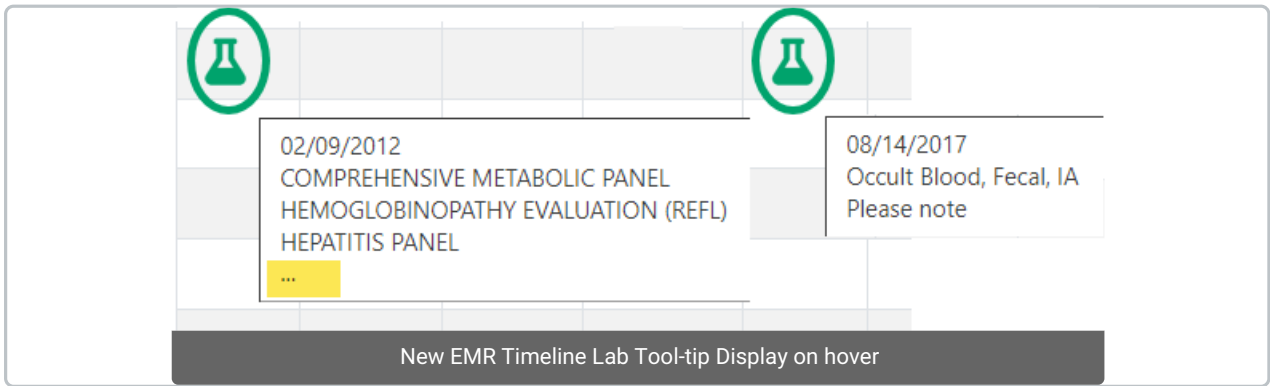 02/09/2012
COMPREHENSIVE METABOLIC PANEL
HEMOGLOBINOPATHY EVALUATION (REFL)
HEPATITIS PANEL
...
08/14/2017
Occult Blood, Fecal, IA
Please note
New EMR Timeline Lab Tool-tip Display on hover